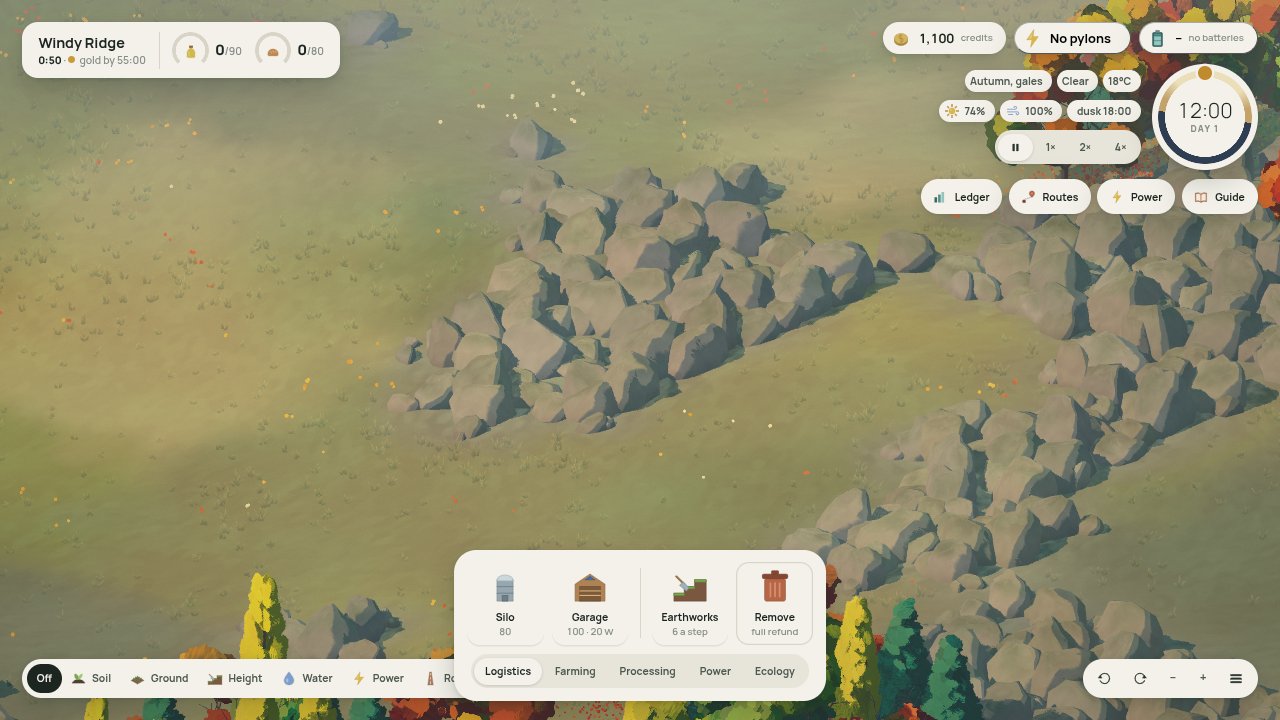 Windy Ridge
0:50 · gold by 55:00
0/90
0/80
1,100 credits
No pylons
– no batteries
Autumn, gales
Clear
18°C
74%
100%
dusk 18:00
12:00
DAY 1
1×
2×
4×
Ledger
Routes
Power
Guide
Silo
80
Garage
100 · 20 W
Earthworks
6 a step
Remove
full refund
Logistics
Farming
Processing
Power
Ecology
Off
Soil
Ground
Height
Water
Power